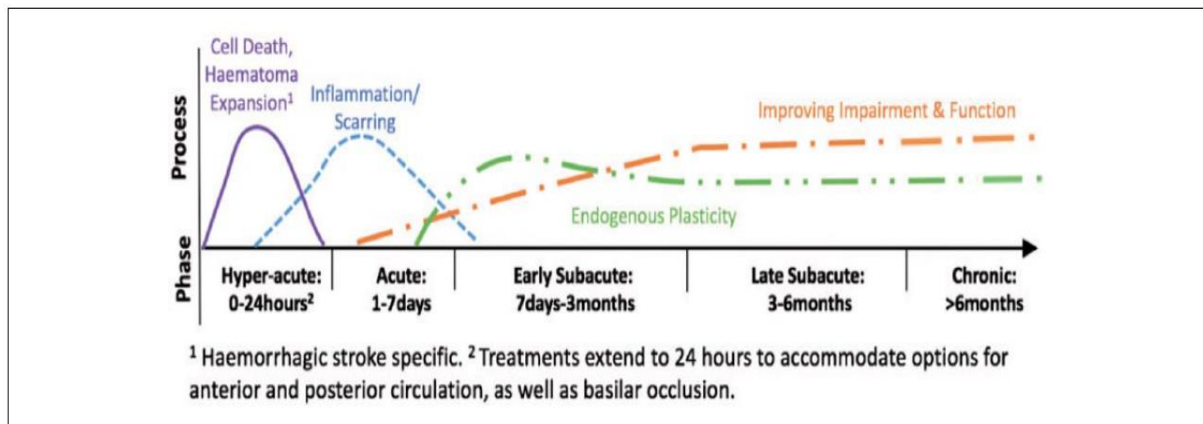 Cell Death,
Haematoma
Expansion¹
Inflammation/
Scarring
Improving Impairment & Function
Endogenous Plasticity
Process
Phase
Hyper-acute:
0-24hours²
Acute:
1-7days
Early Subacute:
7days-3months
Late Subacute:
3-6months
Chronic:
>6months
¹ Haemorrhagic stroke specific. ² Treatments extend to 24 hours to accommodate options for
anterior and posterior circulation, as well as basilar occlusion.